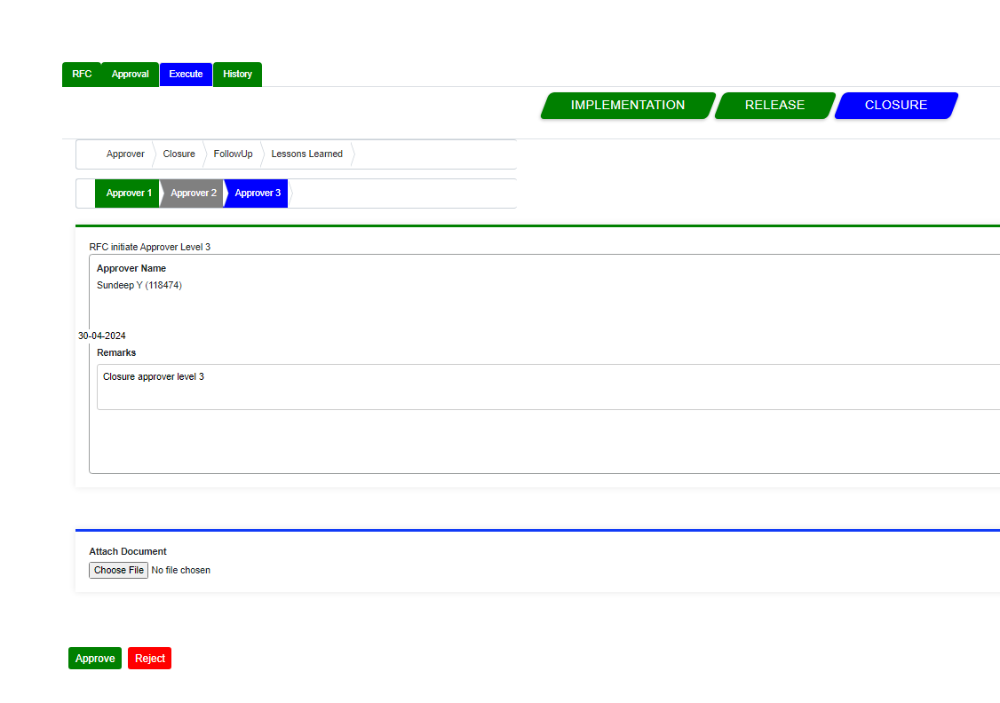 RFC Approval Execute History
IMPLEMENTATION RELEASE CLOSURE
Approver Closure FollowUp Lessons Learned
Approver 1 Approver 2 Approver 3
RFC initiate Approver Level 3
Approver Name
Sundeep Y (118474)
30-04-2024
Remarks
Closure approver level 3
Attach Document
Choose File No file chosen
Approve Reject